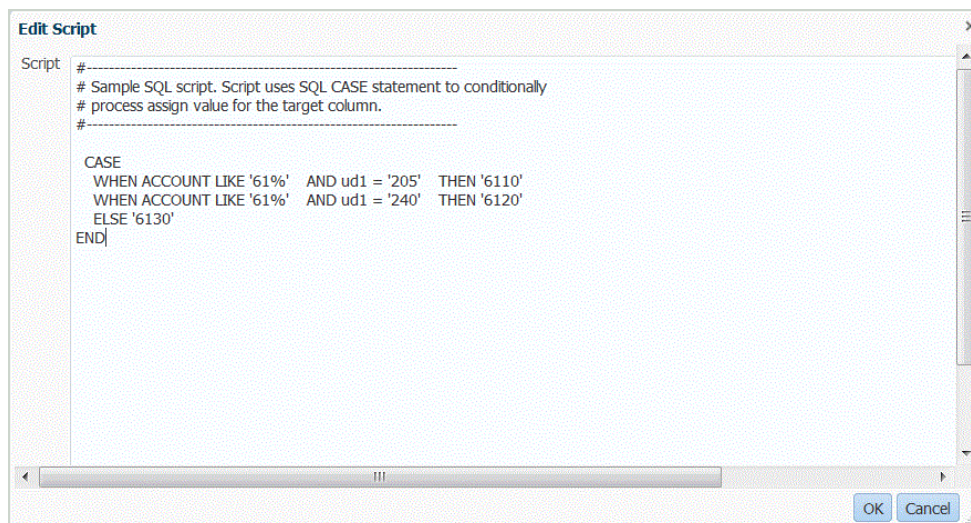 Edit Script
Script
#--------------------------------------------------------------------
# Sample SQL script. Script uses SQL CASE statement to conditionally
# process assign value for the target column.
#--------------------------------------------------------------------
CASE
WHEN ACCOUNT LIKE '61%' AND ud1 = '205' THEN '6110'
WHEN ACCOUNT LIKE '61%' AND ud1 = '240' THEN '6120'
ELSE '6130'
END
OK Cancel